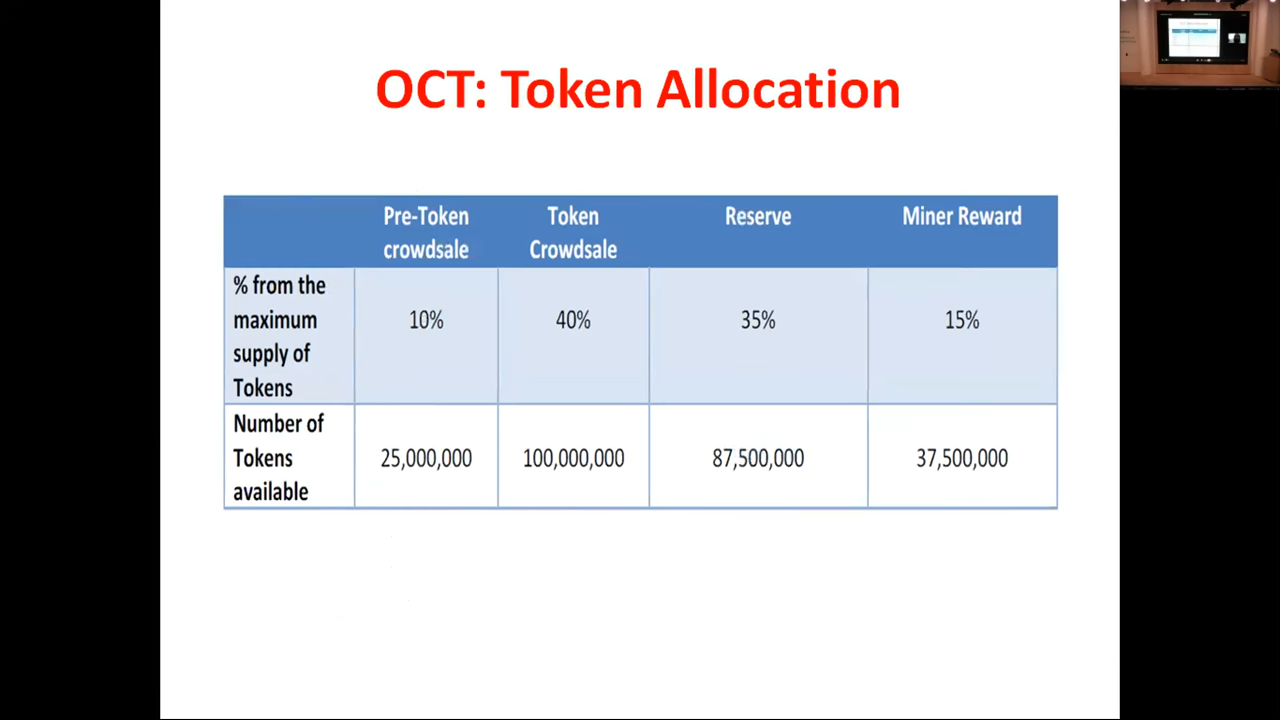 OCT: Token Allocation
Pre-Token crowdsale
Token Crowdsale
Reserve
Miner Reward
% from the maximum supply of Tokens
10%
40%
35%
15%
Number of Tokens available
25,000,000
100,000,000
87,500,000
37,500,000